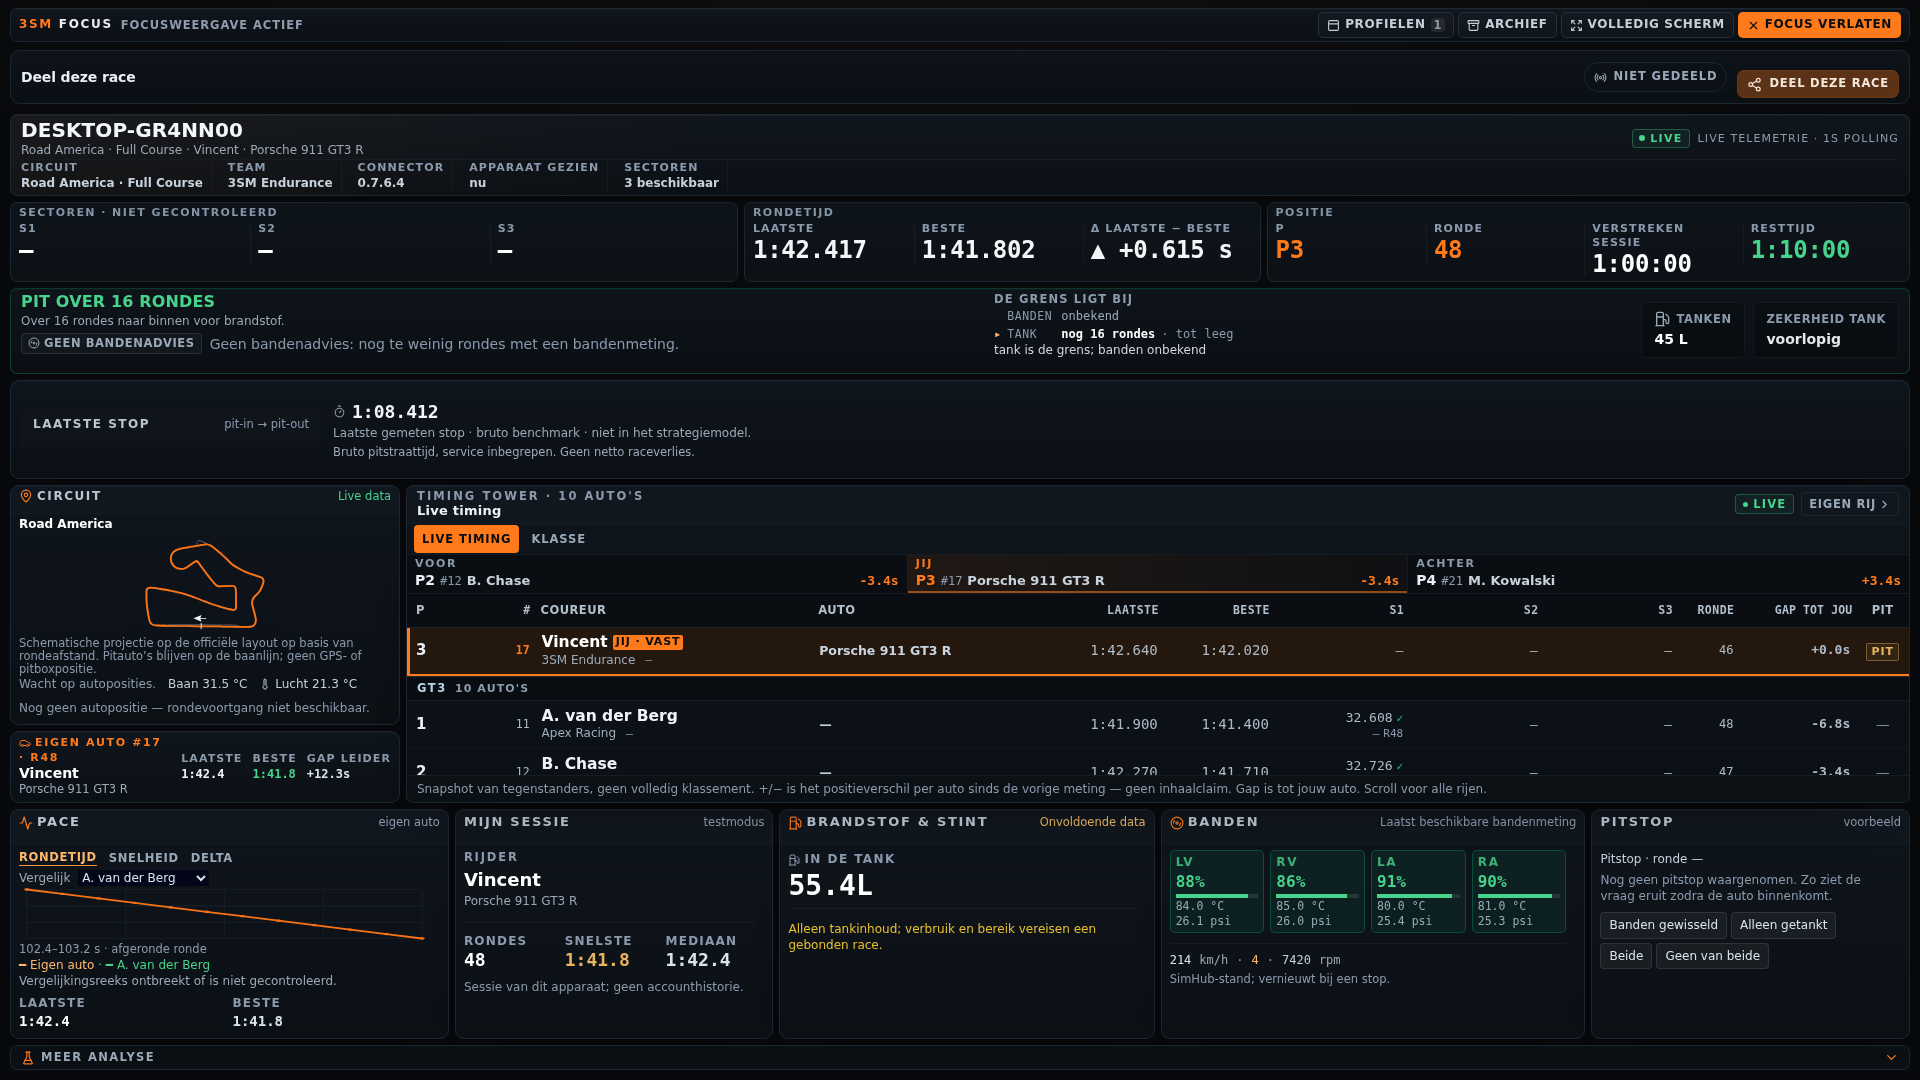 3SM FOCUS FOCUSWEERGAVE ACTIEF
PROFIELEN 1 ARCHIEF VOLLEDIG SCHERM FOCUS VERLATEN
Deel deze race
NIET GEDEELD DEEL DEZE RACE
DESKTOP-GR4NN00
Road America · Full Course · Vincent · Porsche 911 GT3 R
LIVE LIVE TELEMETRIE · 1S POLLING
CIRCUIT TEAM CONNECTOR APPARAAT GEZIEN SECTOREN
Road America · Full Course 3SM Endurance 0.7.6.4 nu 3 beschikbaar
SECTOREN · NIET GECONTROLEERD
S1 S2 S3
— — —
RONDETIJD
LAATSTE BESTE Δ LAATSTE − BESTE
1:42.417 1:41.802 ▲ +0.615 s
POSITIE
P RONDE VERSTREKEN SESSIE RESTTIJD
P3 48 1:00:00 1:10:00
PIT OVER 16 RONDES
Over 16 rondes naar binnen voor brandstof.
GEEN BANDENADVIES Geen bandenadvies: nog te weinig rondes met een bandenmeting.
DE GRENS LIGT BIJ
BANDEN onbekend
▸ TANK nog 16 rondes · tot leeg
tank is de grens; banden onbekend
TANKEN
45 L
ZEKERHEID TANK
voorlopig
LAATSTE STOP pit-in → pit-out
1:08.412
Laatste gemeten stop · bruto benchmark · niet in het strategiemodel.
Bruto pitstraattijd, service inbegrepen. Geen netto raceverlies.
CIRCUIT Live data
Road America
Schematische projectie op de officiële layout op basis van
rondeafstand. Pitauto’s blijven op de baanlijn; geen GPS- of
pitboxpositie.
Wacht op autoposities. Baan 31.5 °C Lucht 21.3 °C
Nog geen autopositie — rondevoortgang niet beschikbaar.
EIGEN AUTO #17
· R48
Vincent
Porsche 911 GT3 R
LAATSTE BESTE GAP LEIDER
1:42.4 1:41.8 +12.3s
TIMING TOWER · 10 AUTO'S
Live timing
LIVE EIGEN RIJ
LIVE TIMING KLASSE
VOOR
P2 #12 B. Chase -3.4s
JIJ
P3 #17 Porsche 911 GT3 R -3.4s
ACHTER
P4 #21 M. Kowalski +3.4s
P # COUREUR AUTO LAATSTE BESTE S1 S2 S3 RONDE GAP TOT JOU PIT
3 17 Vincent JIJ · VAST Porsche 911 GT3 R 1:42.640 1:42.020 — — — 46 +0.0s PIT
3SM Endurance —
GT3 10 AUTO'S
1 11 A. van der Berg — 1:41.900 1:41.400 32.608 ✓ — — 48 -6.8s —
Apex Racing — — R48
2 12 B. Chase — 1:42.270 1:41.710 32.726 ✓ — — 47 -3.4s —
Snapshot van tegenstanders, geen volledig klassement. +/− is het positieverschil per auto sinds de vorige meting — geen inhaalclaim. Gap is tot jouw auto. Scroll voor alle rijen.
PACE eigen auto
RONDETIJD SNELHEID DELTA
Vergelijk A. van der Berg
102.4–103.2 s · afgeronde ronde
Eigen auto · A. van der Berg
Vergelijkingsreeks ontbreekt of is niet gecontroleerd.
LAATSTE BESTE
1:42.4 1:41.8
MIJN SESSIE testmodus
RIJDER
Vincent
Porsche 911 GT3 R
RONDES SNELSTE MEDIAAN
48 1:41.8 1:42.4
Sessie van dit apparaat; geen accounthistorie.
BRANDSTOF & STINT Onvoldoende data
IN DE TANK
55.4L
Alleen tankinhoud; verbruik en bereik vereisen een
gebonden race.
BANDEN Laatst beschikbare bandenmeting
LV RV LA RA
88% 86% 91% 90%
84.0 °C 85.0 °C 80.0 °C 81.0 °C
26.1 psi 26.0 psi 25.4 psi 25.3 psi
214 km/h · 4 · 7420 rpm
SimHub-stand; vernieuwt bij een stop.
PITSTOP voorbeeld
Pitstop · ronde —
Nog geen pitstop waargenomen. Zo ziet de
vraag eruit zodra de auto binnenkomt.
Banden gewisseld Alleen getankt
Beide Geen van beide
MEER ANALYSE